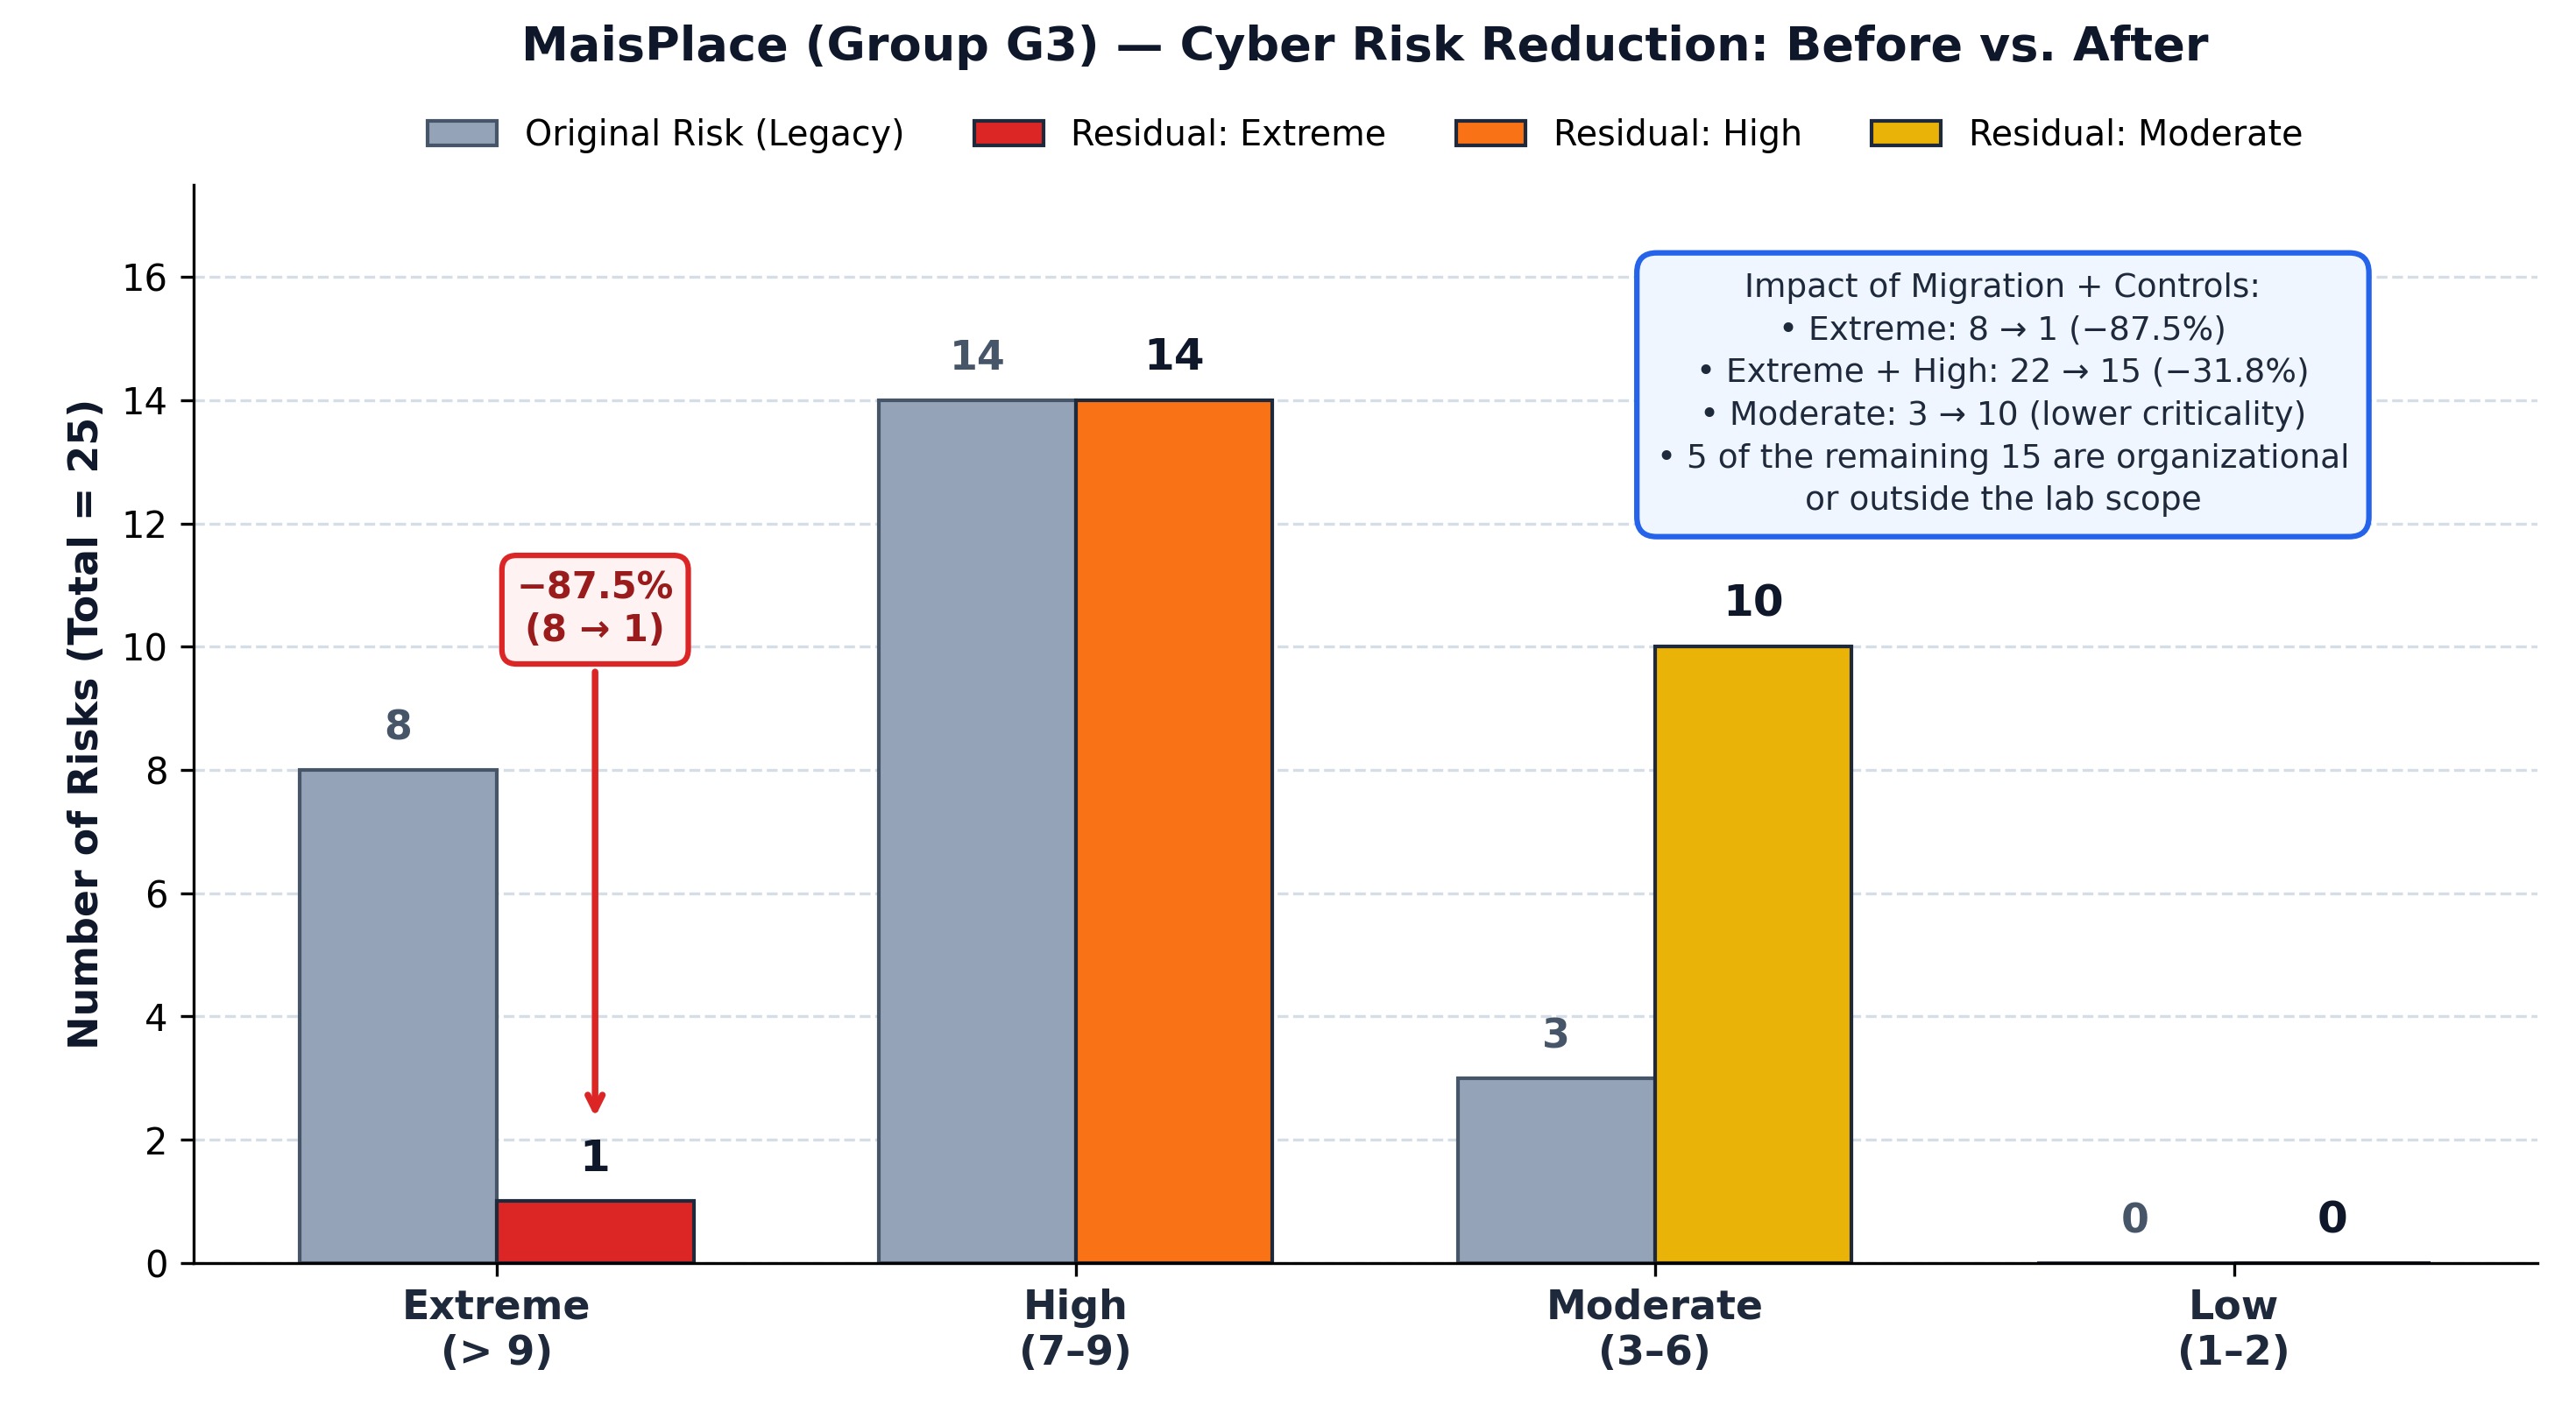 MaisPlace (Group G3) — Cyber Risk Reduction: Before vs. After
Original Risk (Legacy)
Residual: Extreme
Residual: High
Residual: Moderate
Number of Risks (Total = 25)
16
14
12
10
8
6
4
2
0
Impact of Migration + Controls:
• Extreme: 8 → 1 (−87.5%)
• Extreme + High: 22 → 15 (−31.8%)
• Moderate: 3 → 10 (lower criticality)
• 5 of the remaining 15 are organizational
or outside the lab scope
−87.5%
(8 → 1)
8
1
14
14
3
10
0
0
Extreme
(> 9)
High
(7–9)
Moderate
(3–6)
Low
(1–2)